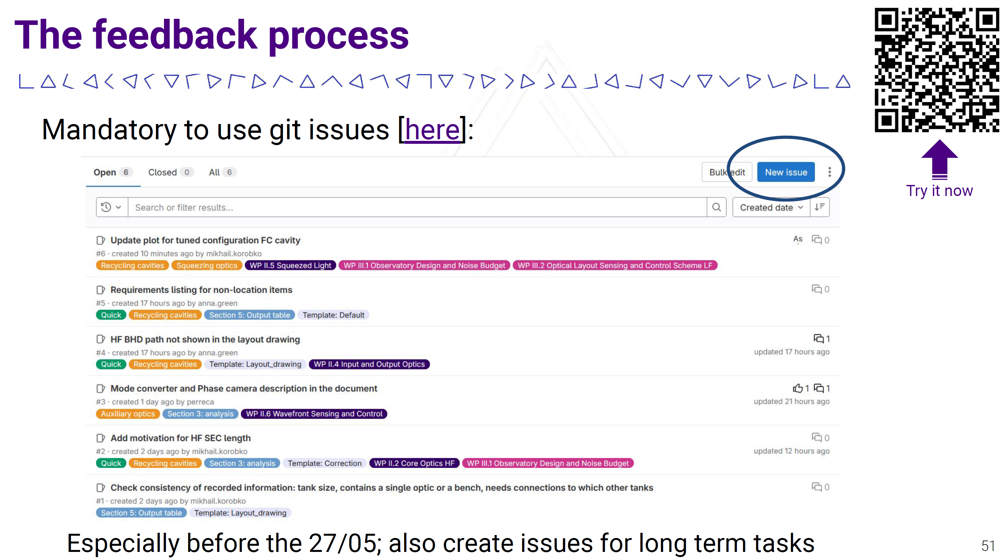 The feedback process
Mandatory to use git issues [here]:
Try it now
Open 6 Closed 0 All 6 Bulk edit New issue
Search or filter results... Created date
Update plot for tuned configuration FC cavity As 0
#6 · created 10 minutes ago by mikhail.korobko
Recycling cavities Squeezing optics WP II.5 Squeezed Light WP III.1 Observatory Design and Noise Budget WP III.2 Optical Layout Sensing and Control Scheme LF
Requirements listing for non-location items 0
#5 · created 17 hours ago by anna.green
Quick Recycling cavities Section 5: Output table Template: Default
HF BHD path not shown in the layout drawing 1
#4 · created 17 hours ago by anna.green updated 17 hours ago
Quick Recycling cavities Template: Layout_drawing WP II.4 Input and Output Optics
Mode converter and Phase camera description in the document 1 1
#3 · created 1 day ago by perreca updated 21 hours ago
Auxiliary optics Section 3: analysis WP II.6 Wavefront Sensing and Control
Add motivation for HF SEC length 0
#2 · created 2 days ago by mikhail.korobko updated 12 hours ago
Quick Recycling cavities Section 3: analysis Template: Correction WP II.2 Core Optics HF WP III.1 Observatory Design and Noise Budget
Check consistency of recorded information: tank size, contains a single optic or a bench, needs connections to which other tanks 0
#1 · created 2 days ago by mikhail.korobko
Section 5: Output table Template: Layout_drawing
Especially before the 27/05; also create issues for long term tasks
51